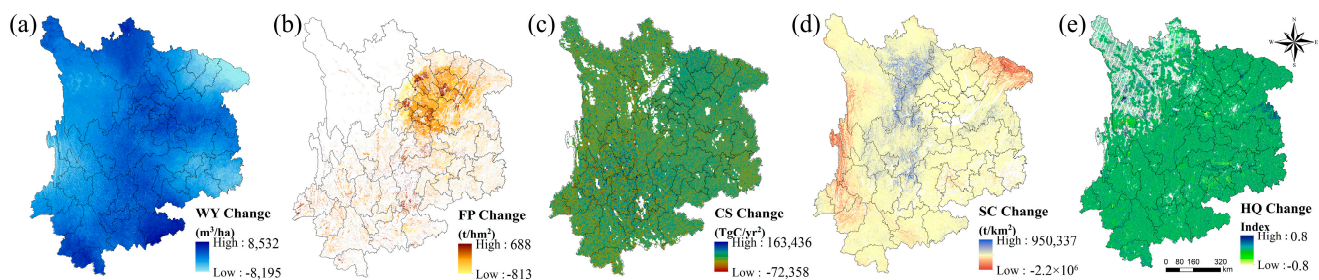 (a)
WY Change
(m³/ha)
High : 8,532
Low : -8,195
(b)
FP Change
(t/hm²)
High : 688
Low : -813
(c)
CS Change
(TgC/yr²)
High : 163,436
Low : -72,358
(d)
SC Change
(t/km²)
High : 950,337
Low : -2.2×10⁶
(e)
N
W E
S
HQ Change
Index
High : 0.8
Low : -0.8
0 80 160 320
km